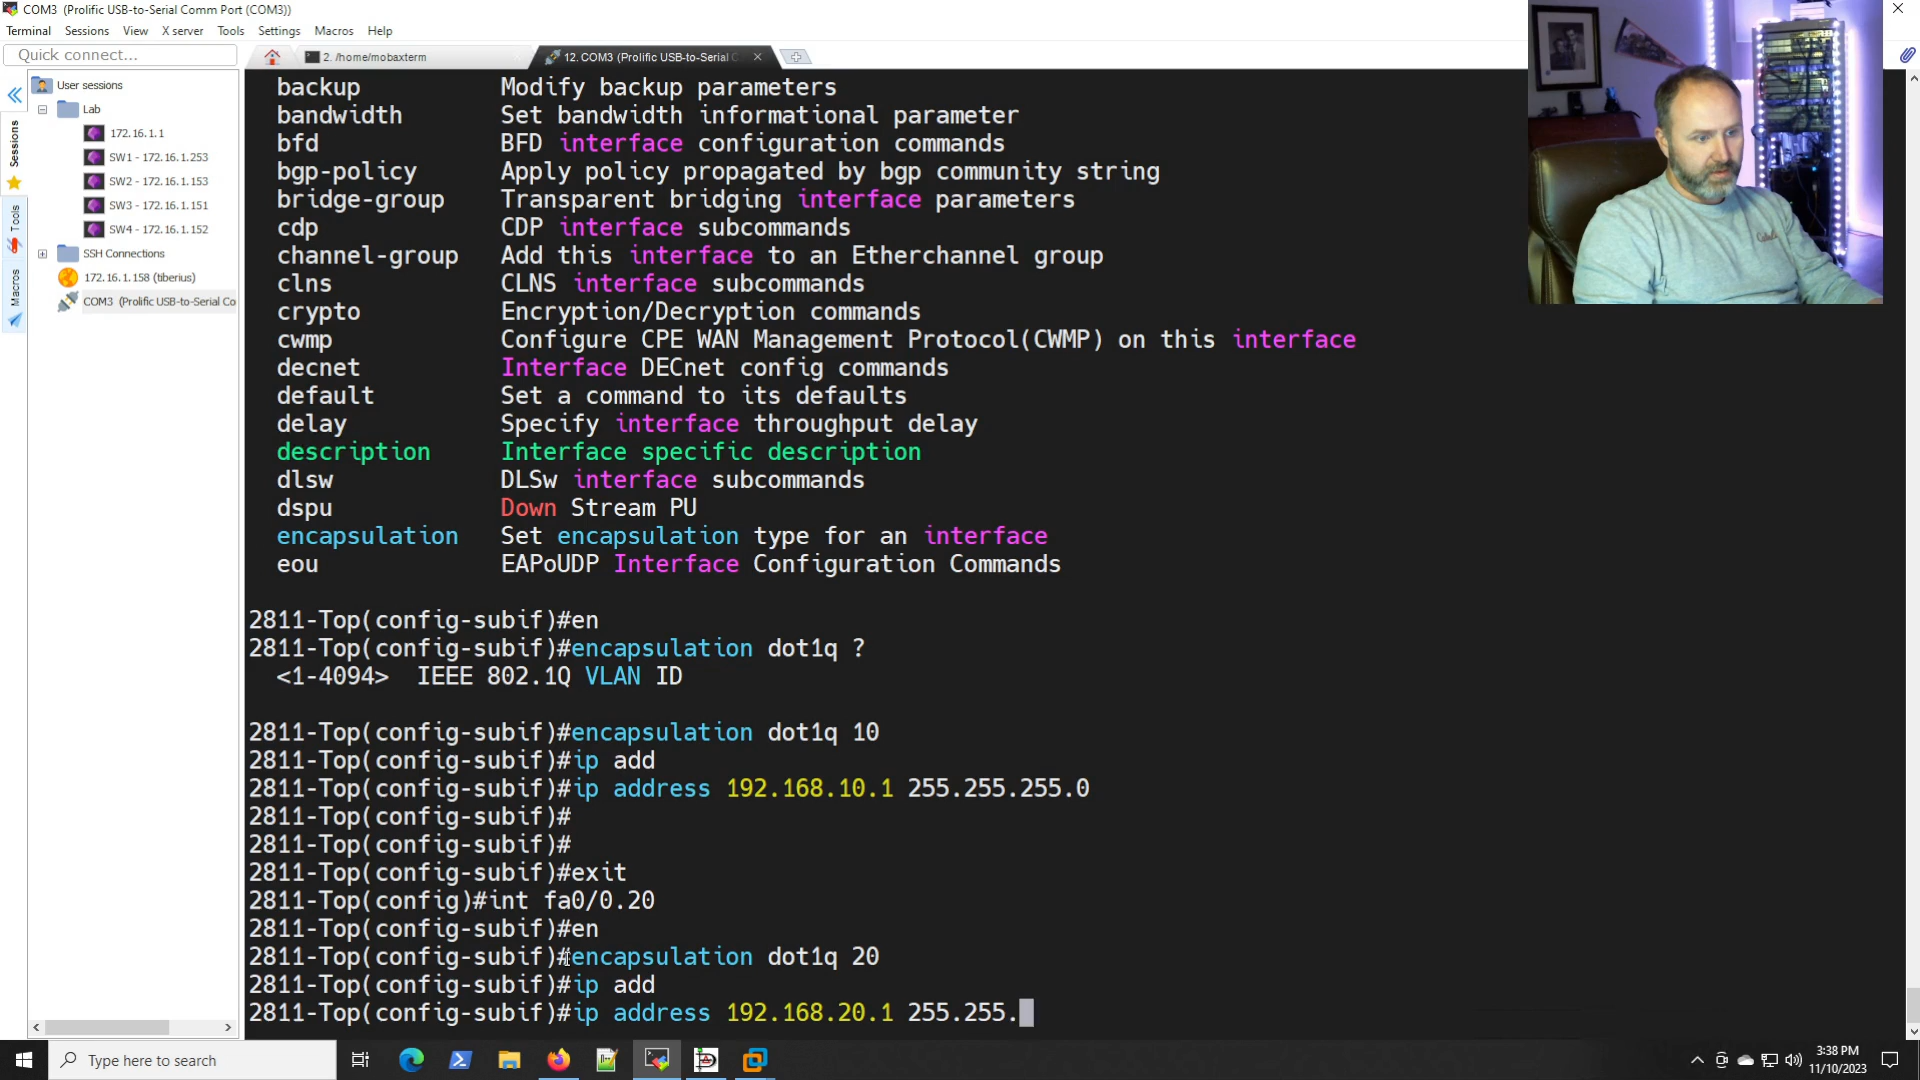 COM3 (Prolific USB-to-Serial Comm Port (COM3))
Terminal Sessions View X server Tools Settings Macros Help
Quick connect...
2. /home/mobaxterm
12. COM3 (Prolific USB-to-Serial C
User sessions
Lab
172.16.1.1
SW1 - 172.16.1.253
SW2 - 172.16.1.153
SW3 - 172.16.1.151
SW4 - 172.16.1.152
SSH Connections
172.16.1.158 (tiberius)
COM3 (Prolific USB-to-Serial Co
Sessions
Tools
Macros
backup Modify backup parameters
bandwidth Set bandwidth informational parameter
bfd BFD interface configuration commands
bgp-policy Apply policy propagated by bgp community string
bridge-group Transparent bridging interface parameters
cdp CDP interface subcommands
channel-group Add this interface to an Etherchannel group
clns CLNS interface subcommands
crypto Encryption/Decryption commands
cwmp Configure CPE WAN Management Protocol(CWMP) on this interface
decnet Interface DECnet config commands
default Set a command to its defaults
delay Specify interface throughput delay
description Interface specific description
dlsw DLSw interface subcommands
dspu Down Stream PU
encapsulation Set encapsulation type for an interface
eou EAPoUDP Interface Configuration Commands
2811-Top(config-subif)#en
2811-Top(config-subif)#encapsulation dot1q ?
<1-4094> IEEE 802.1Q VLAN ID
2811-Top(config-subif)#encapsulation dot1q 10
2811-Top(config-subif)#ip add
2811-Top(config-subif)#ip address 192.168.10.1 255.255.255.0
2811-Top(config-subif)#
2811-Top(config-subif)#
2811-Top(config-subif)#exit
2811-Top(config)#int fa0/0.20
2811-Top(config-subif)#en
2811-Top(config-subif)#encapsulation dot1q 20
2811-Top(config-subif)#ip add
2811-Top(config-subif)#ip address 192.168.20.1 255.255.
Type here to search
3:38 PM
11/10/2023